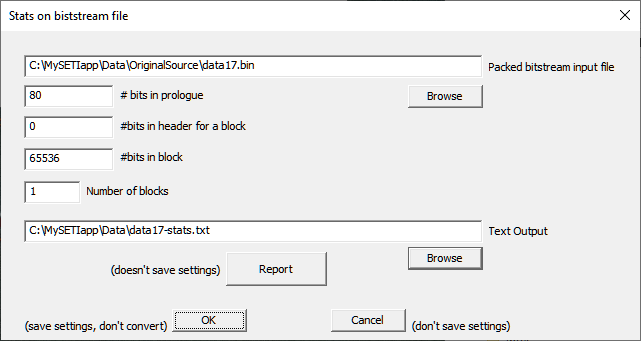 Stats on biststream file
C:\MySETIapp\Data\OriginalSource\data17.bin Packed bitstream input file
80 # bits in prologue Browse
0 #bits in header for a block
65536 #bits in block
1 Number of blocks
C:\MySETIapp\Data\data17-stats.txt Text Output
Browse
(doesn't save settings) Report
(save settings, don't convert) OK Cancel (don't save settings)